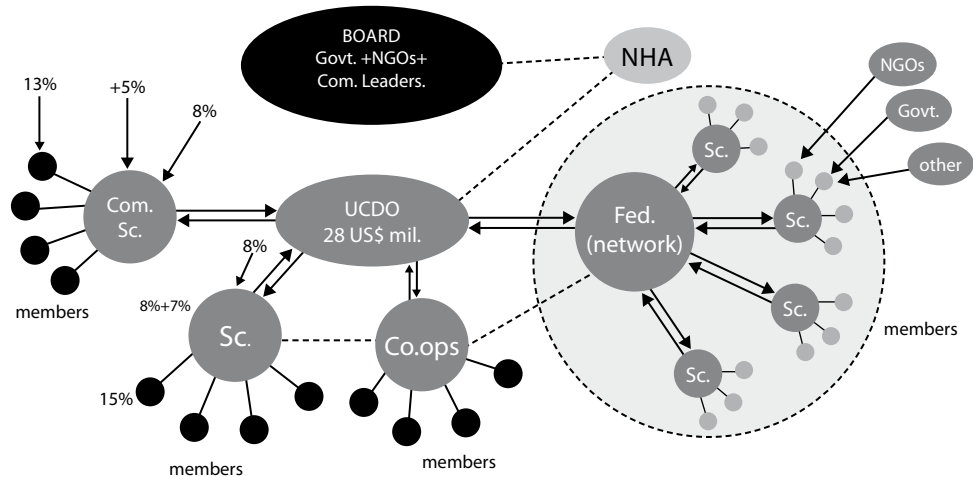 BOARD
Govt. +NGOs+
Com. Leaders.
NHA
NGOs
Govt.
other
13%
+5%
8%
Com.
Sc.
members
UCDO
28 US$ mil.
Fed.
(network)
Sc.
Sc.
Sc.
Sc.
members
8%
8%+7%
Sc.
15%
members
Co.ops
members